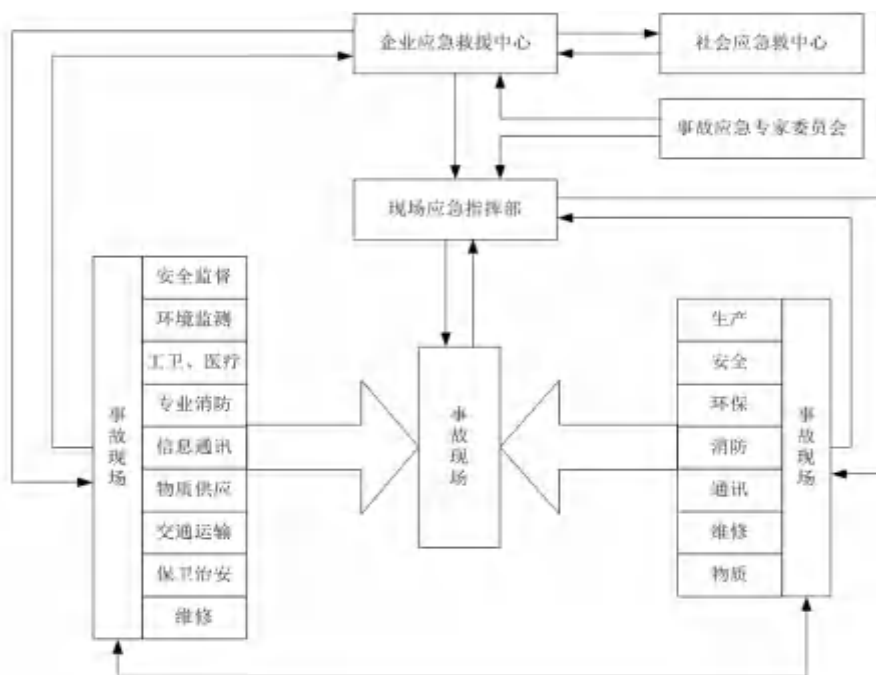 企业应急救援中心
社会应急救中心
事故应急专家委员会
现场应急指挥部
事故现场
安全监督
环境监测
工卫、医疗
专业消防
信息通讯
物质供应
交通运输
保卫治安
维修
事故现场
生产
安全
环保
消防
通讯
维修
物质
事故现场